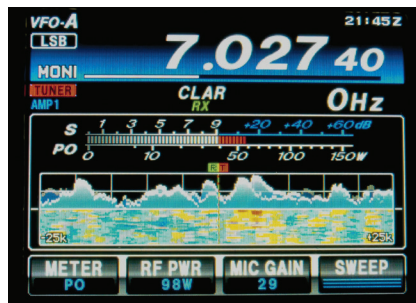 VFO-A 21:45Z
LSB
7.027 40
MONI
TUNER
AMP1 CLAR 0Hz
RX
S 1 3 5 7 9 +20 +40 +60dB
PO 0 10 50 100 150W
R T
-25k +25k
METER RF PWR MIC GAIN SWEEP
PO 98W 29